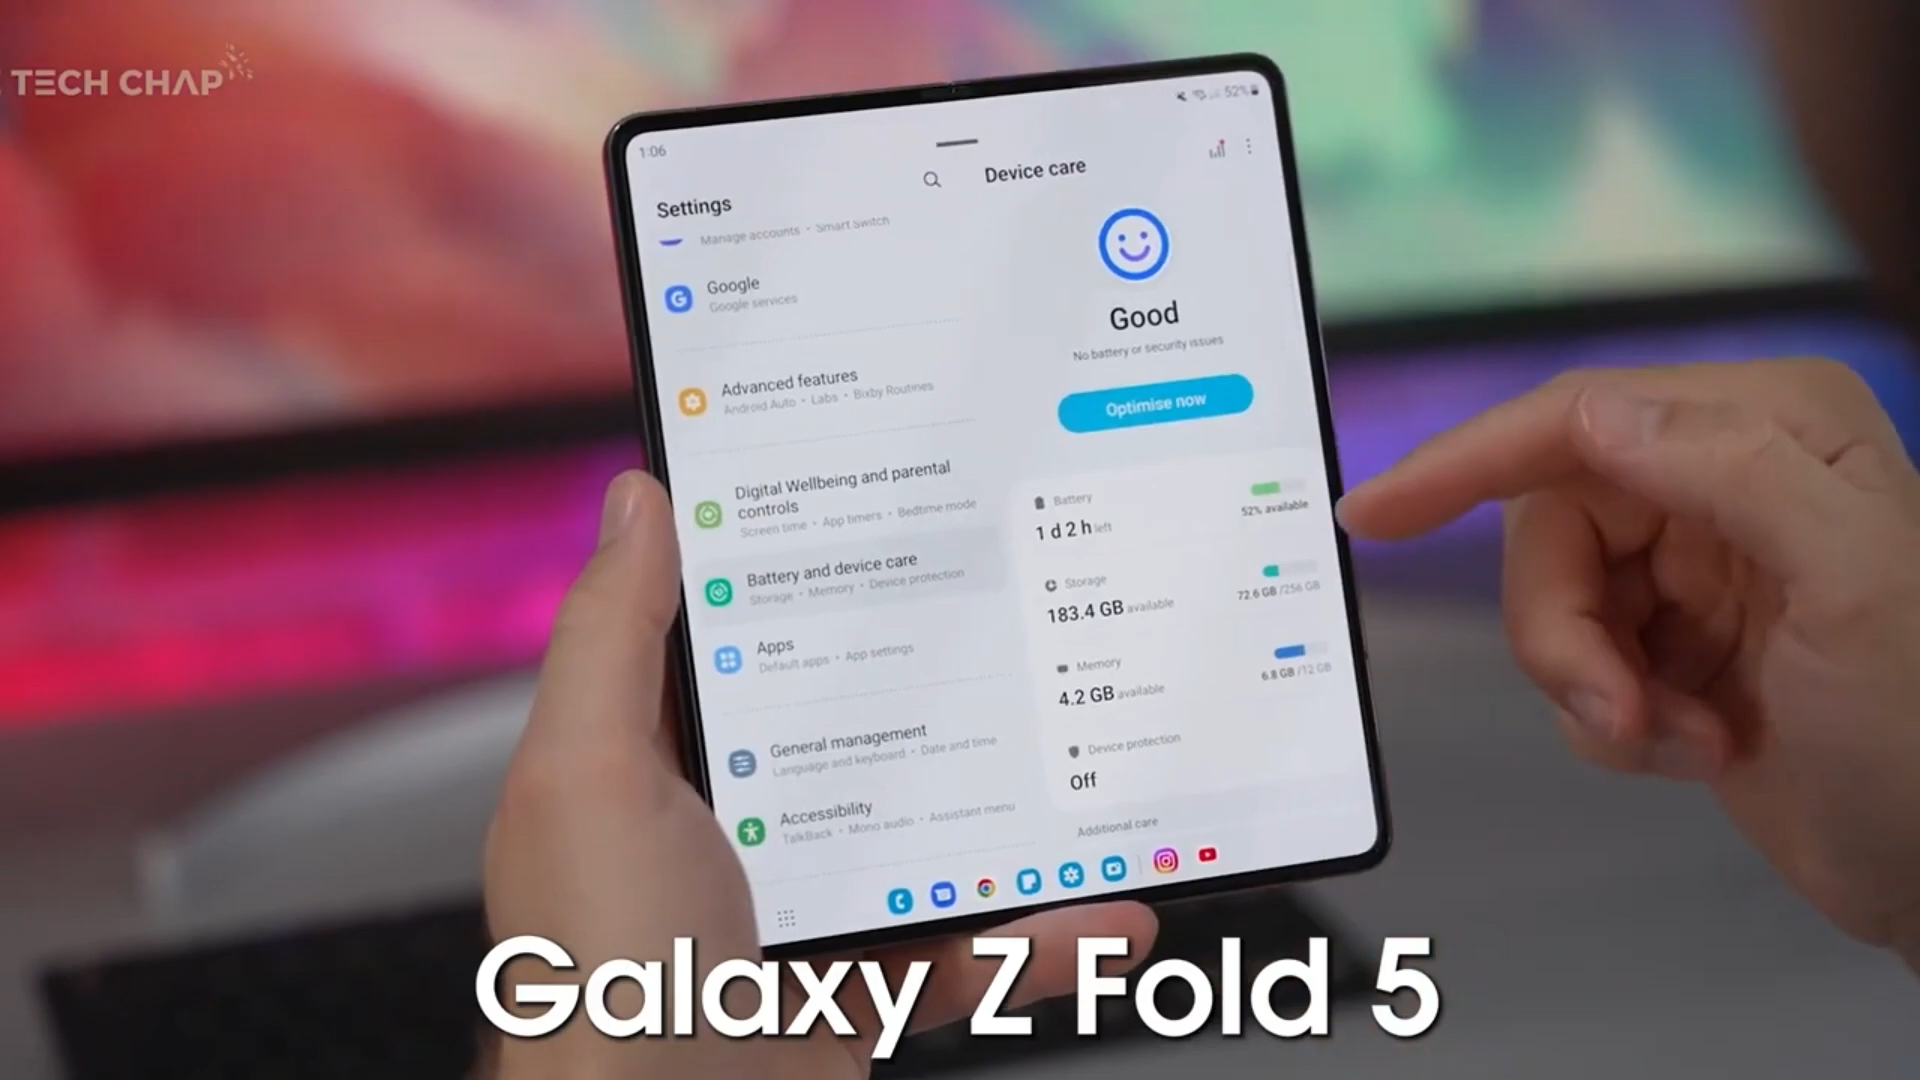 TECH CHAP
1:06
52%
Settings
Device care
Manage accounts • Smart Switch
Google
Google services
Good
No battery or security issues
Optimise now
Advanced features
Android Auto • Labs • Bixby Routines
Digital Wellbeing and parental
controls
Screen time • App timers • Bedtime mode
Battery and device care
Storage • Memory • Device protection
Apps
Default apps • App settings
General management
Language and keyboard • Date and time
Accessibility
TalkBack • Mono audio • Assistant menu
Battery
1 d 2 h left
52% available
Storage
183.4 GB available
72.6 GB /256 GB
Memory
4.2 GB available
6.8 GB /12 GB
Device protection
Off
Additional care
Galaxy Z Fold 5